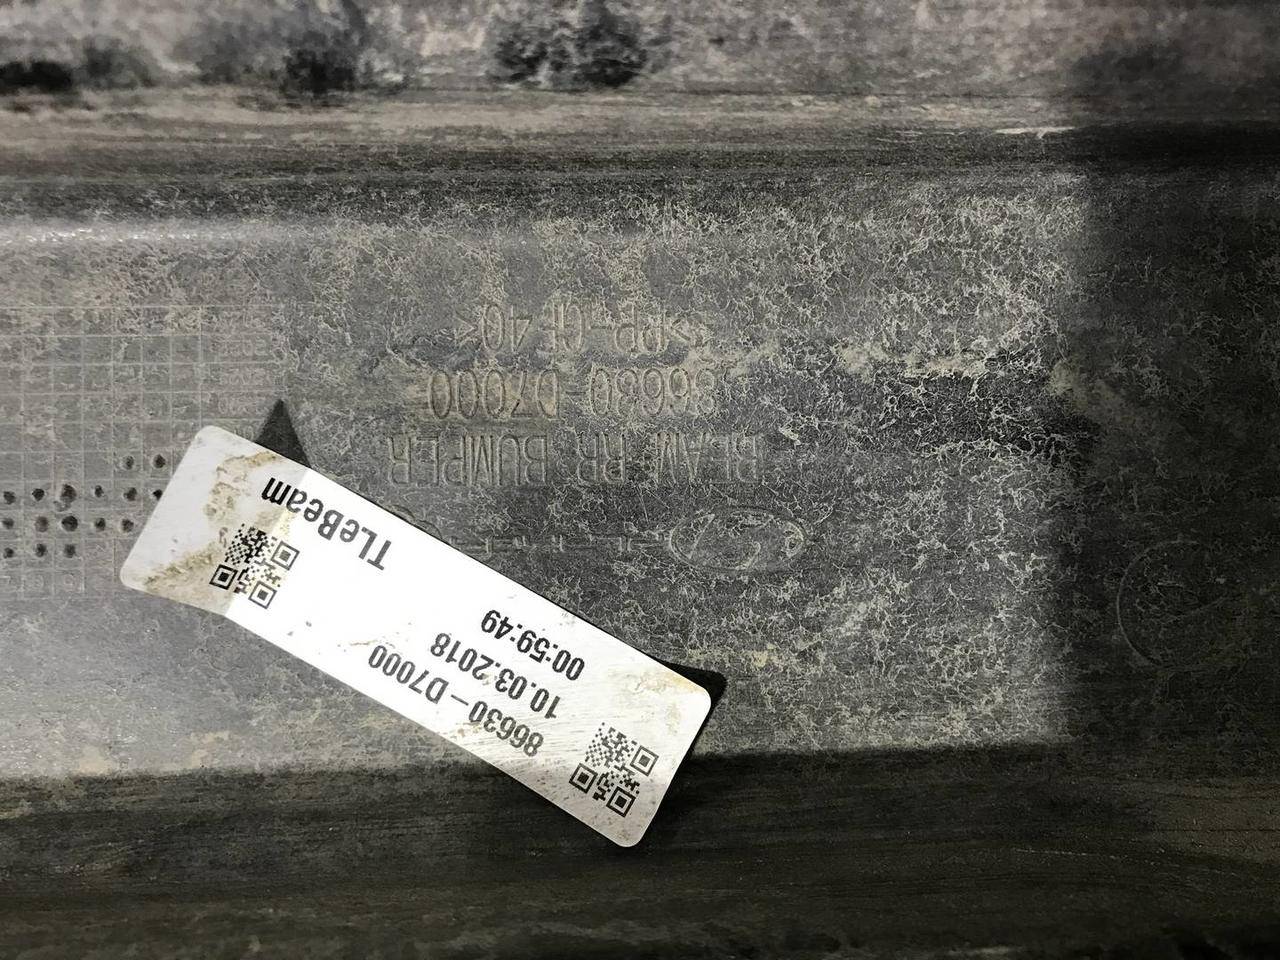 TLeBeam
86630-D7000
10.03.2018
00:59:49
BEAM-RR BUMPER
86630-D7000
>PP-GF40<